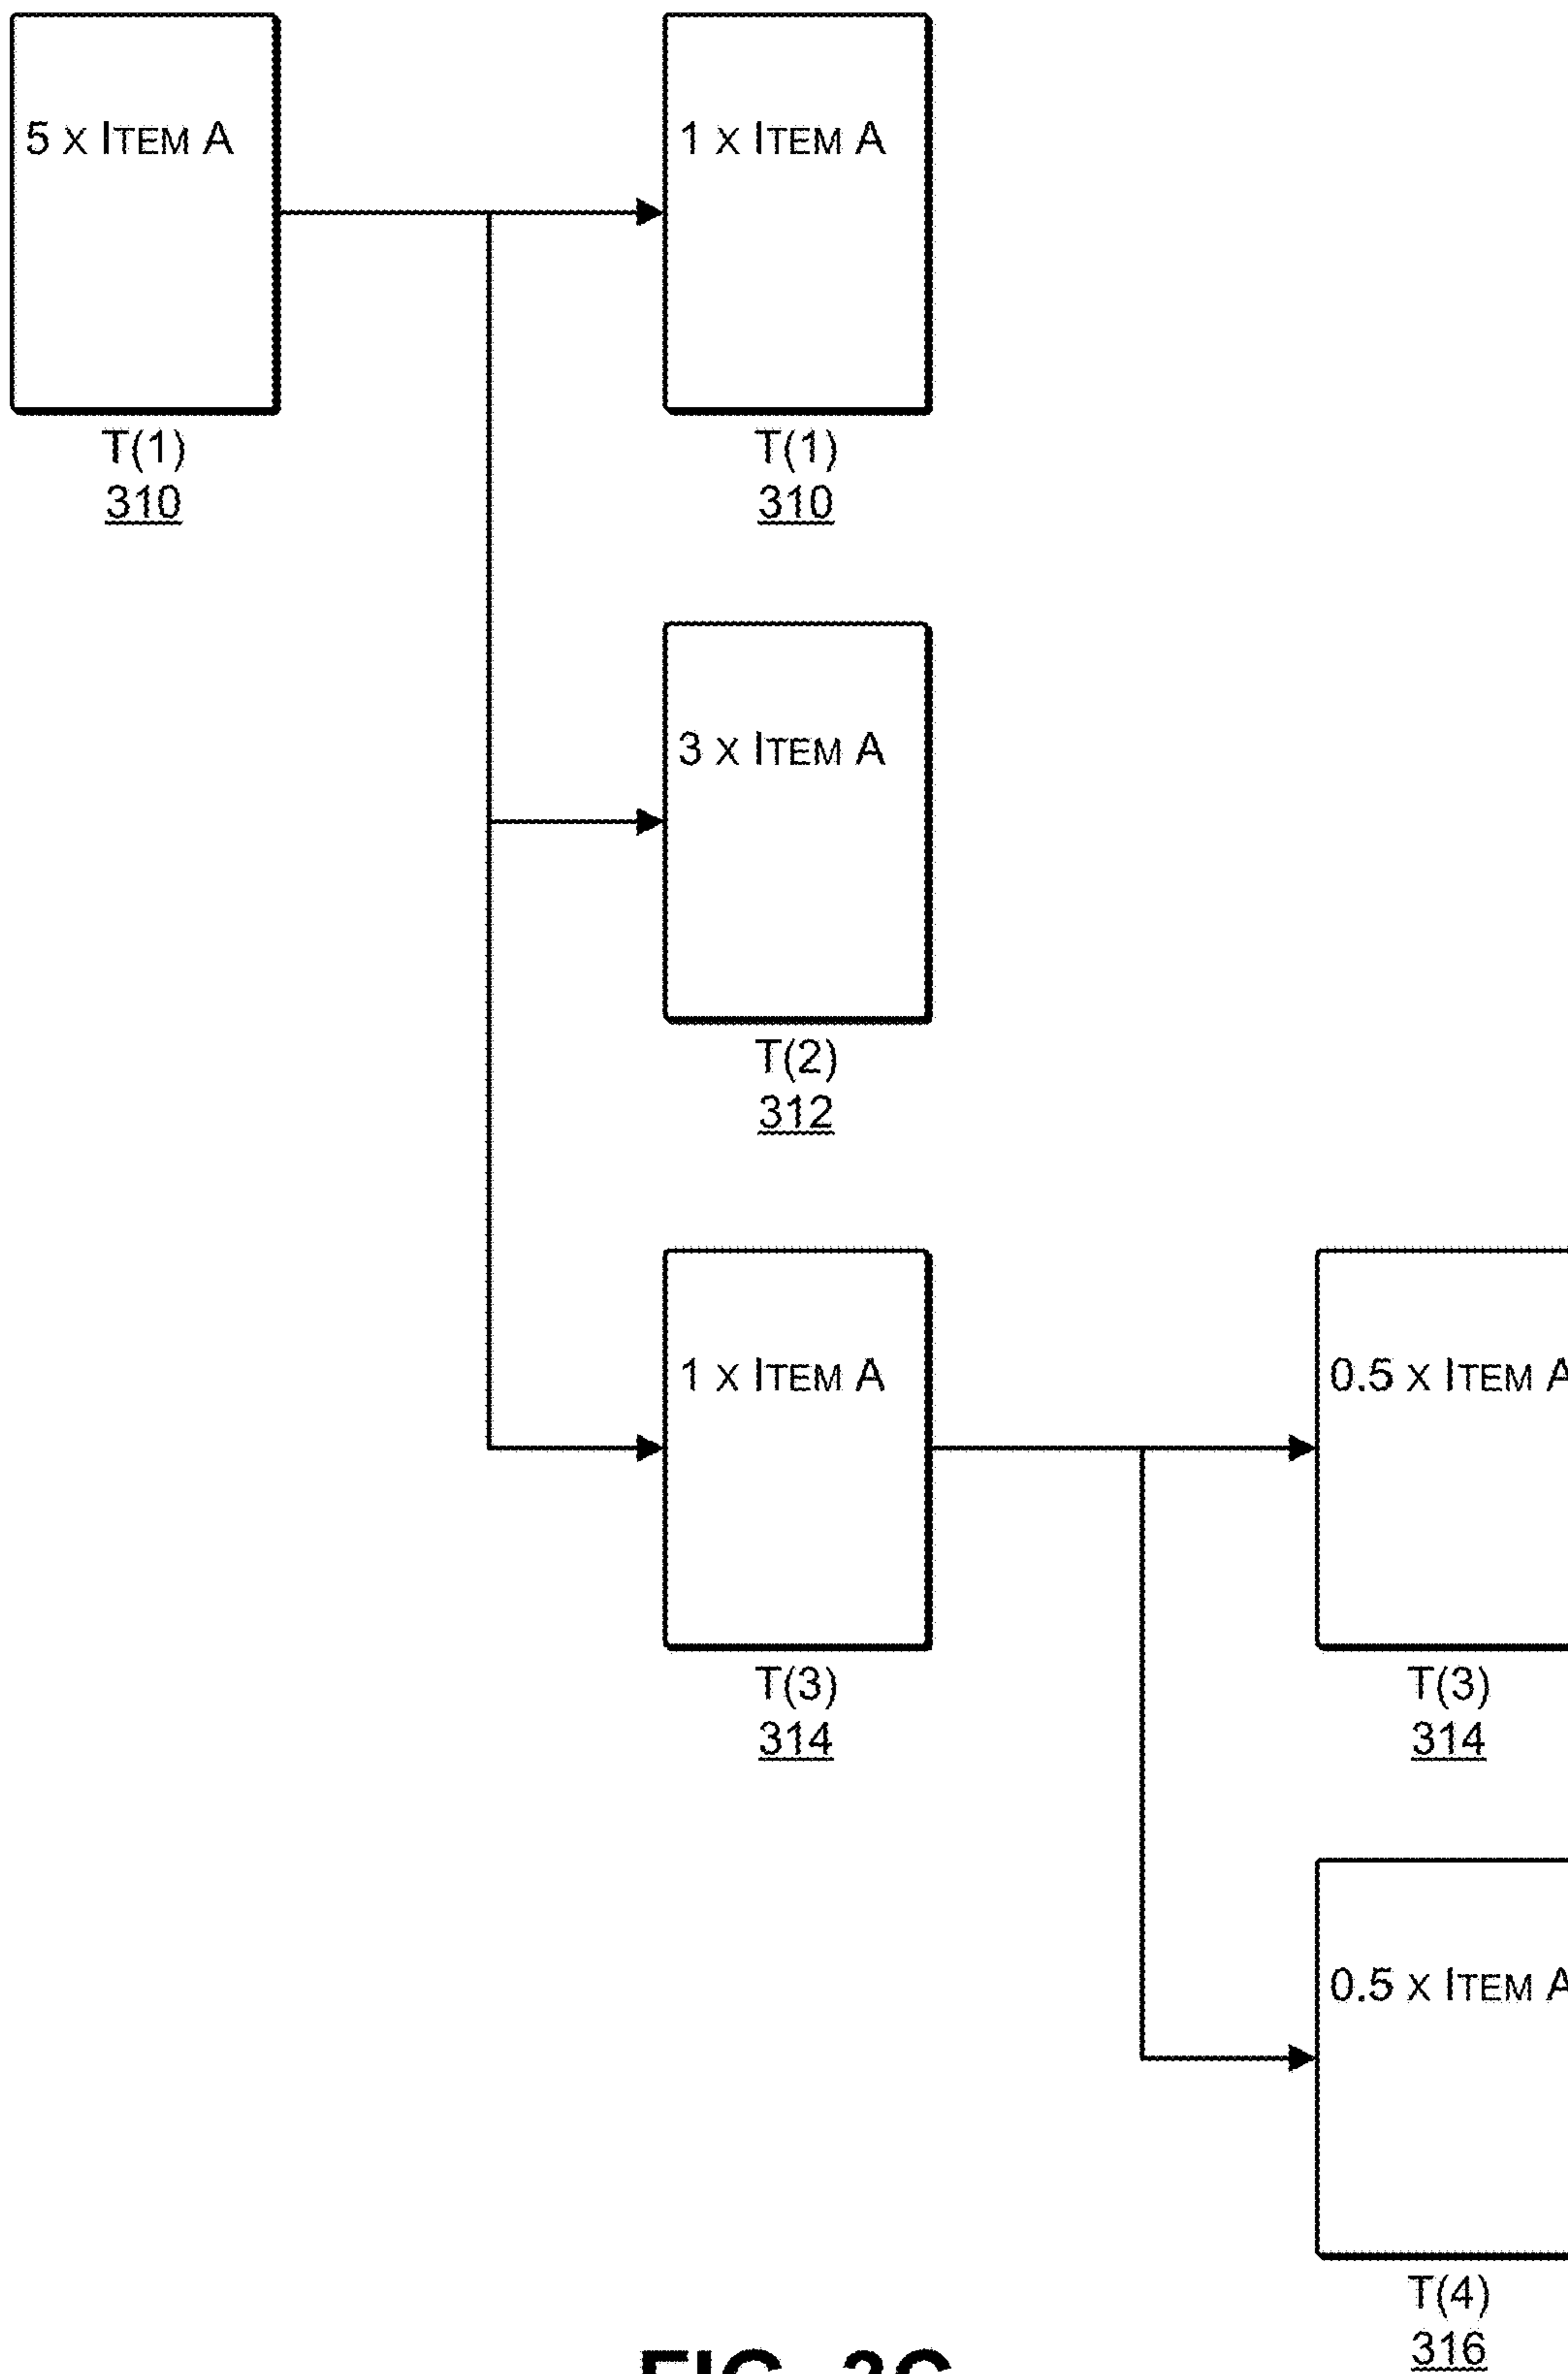 5 X ITEM A
1 X ITEM A
T(1)
310
T(1)
310
3 X ITEM A
T(2)
312
1 X ITEM A
0.5 X ITEM A
T(3)
314
T(3)
314
0.5 X ITEM A
T(4)
316